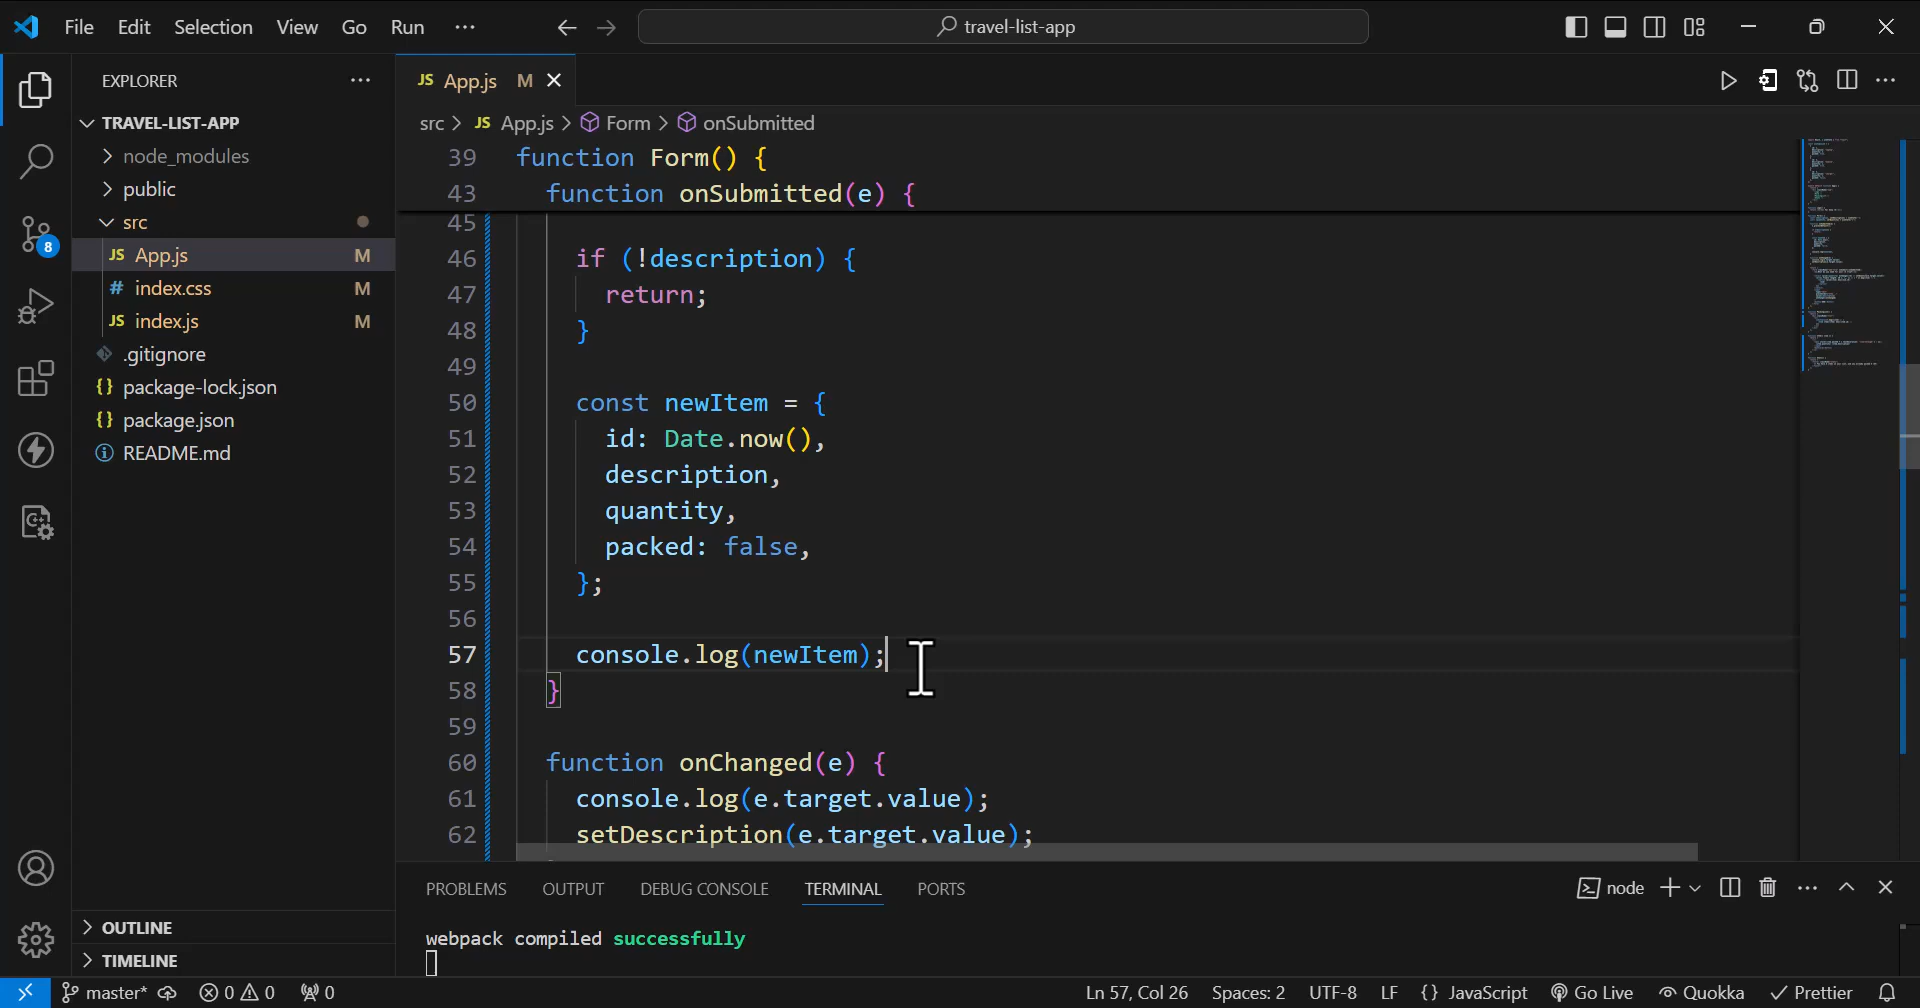 File Edit Selection View Go Run ···
travel-list-app
EXPLORER
TRAVEL-LIST-APP
node_modules
public
src
JS App.js M
# index.css M
JS index.js M
.gitignore
{} package-lock.json
{} package.json
README.md
OUTLINE
TIMELINE
8
JS App.js M
src > JS App.js > Form > onSubmitted
39 function Form() {
43 function onSubmitted(e) {
45
46 if (!description) {
47 return;
48 }
49
50 const newItem = {
51 id: Date.now(),
52 description,
53 quantity,
54 packed: false,
55 };
56
57 console.log(newItem);
58 }
59
60 function onChanged(e) {
61 console.log(e.target.value);
62 setDescription(e.target.value);
PROBLEMS OUTPUT DEBUG CONSOLE TERMINAL PORTS
node
webpack compiled successfully
master* 0 0 0 Ln 57, Col 26 Spaces: 2 UTF-8 LF {} JavaScript Go Live Quokka Prettier